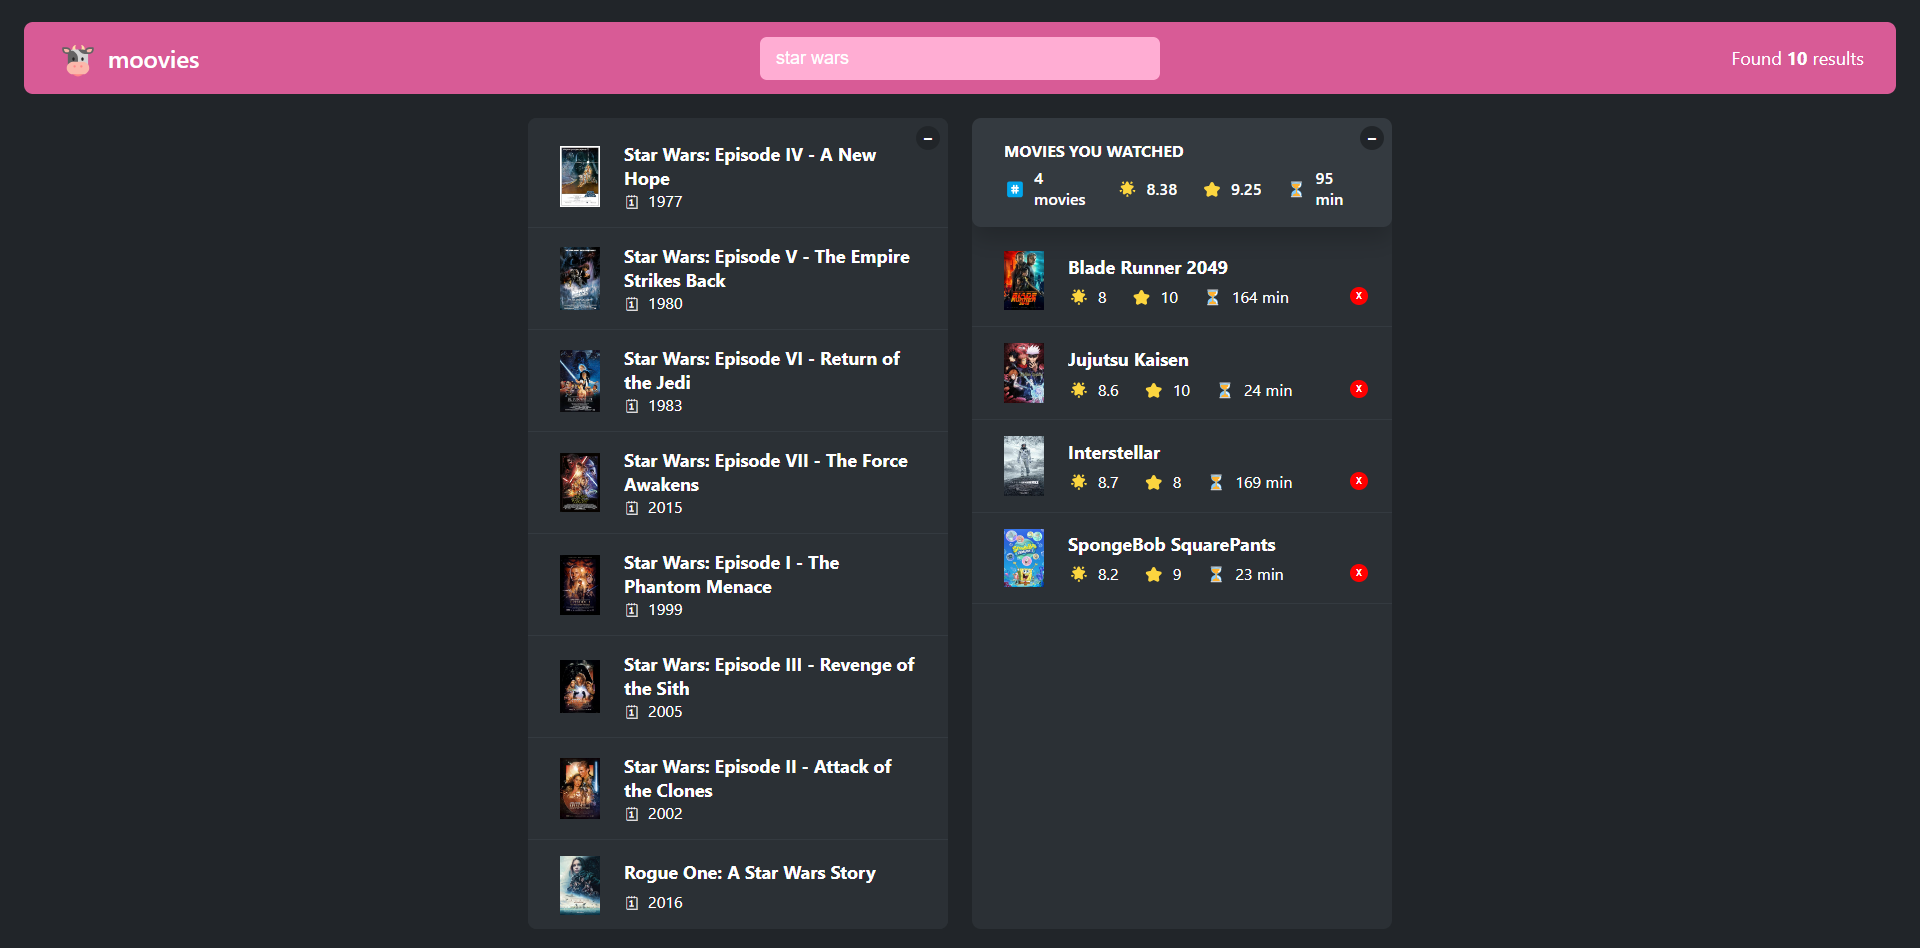 moovies
star wars
Found 10 results
Star Wars: Episode IV - A New
Hope
1977
Star Wars: Episode V - The Empire
Strikes Back
1980
Star Wars: Episode VI - Return of
the Jedi
1983
Star Wars: Episode VII - The Force
Awakens
2015
Star Wars: Episode I - The
Phantom Menace
1999
Star Wars: Episode III - Revenge of
the Sith
2005
Star Wars: Episode II - Attack of
the Clones
2002
Rogue One: A Star Wars Story
2016
MOVIES YOU WATCHED
4
movies
8.38
9.25
95
min
Blade Runner 2049
8 10 164 min X
Jujutsu Kaisen
8.6 10 24 min X
Interstellar
8.7 8 169 min X
SpongeBob SquarePants
8.2 9 23 min X